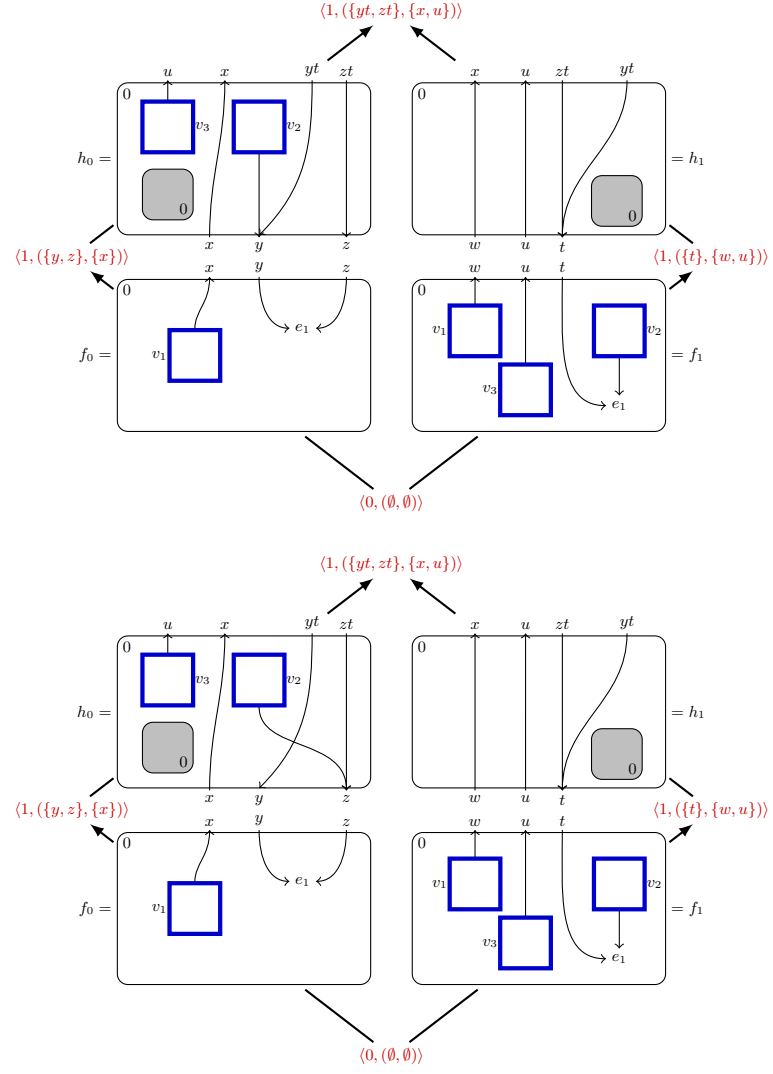 ⟨1, ({yt, zt}, {x, u})⟩
u x yt zt x u zt yt
0 0
v₃ v₂
h₀ = = h₁
0 0
x y z w u t
⟨1, ({y, z}, {x})⟩ ⟨1, ({t}, {w, u})⟩
x y z w u t
0 0
e₁ v₁ v₂
f₀ = v₁ = f₁
v₃
e₁
⟨0, (∅, ∅)⟩
⟨1, ({yt, zt}, {x, u})⟩
u x yt zt x u zt yt
0 0
v₃ v₂
h₀ = = h₁
0 0
x y z w u t
⟨1, ({y, z}, {x})⟩ ⟨1, ({t}, {w, u})⟩
x y z w u t
0 0
e₁ v₁ v₂
f₀ = v₁ = f₁
v₃
e₁
⟨0, (∅, ∅)⟩